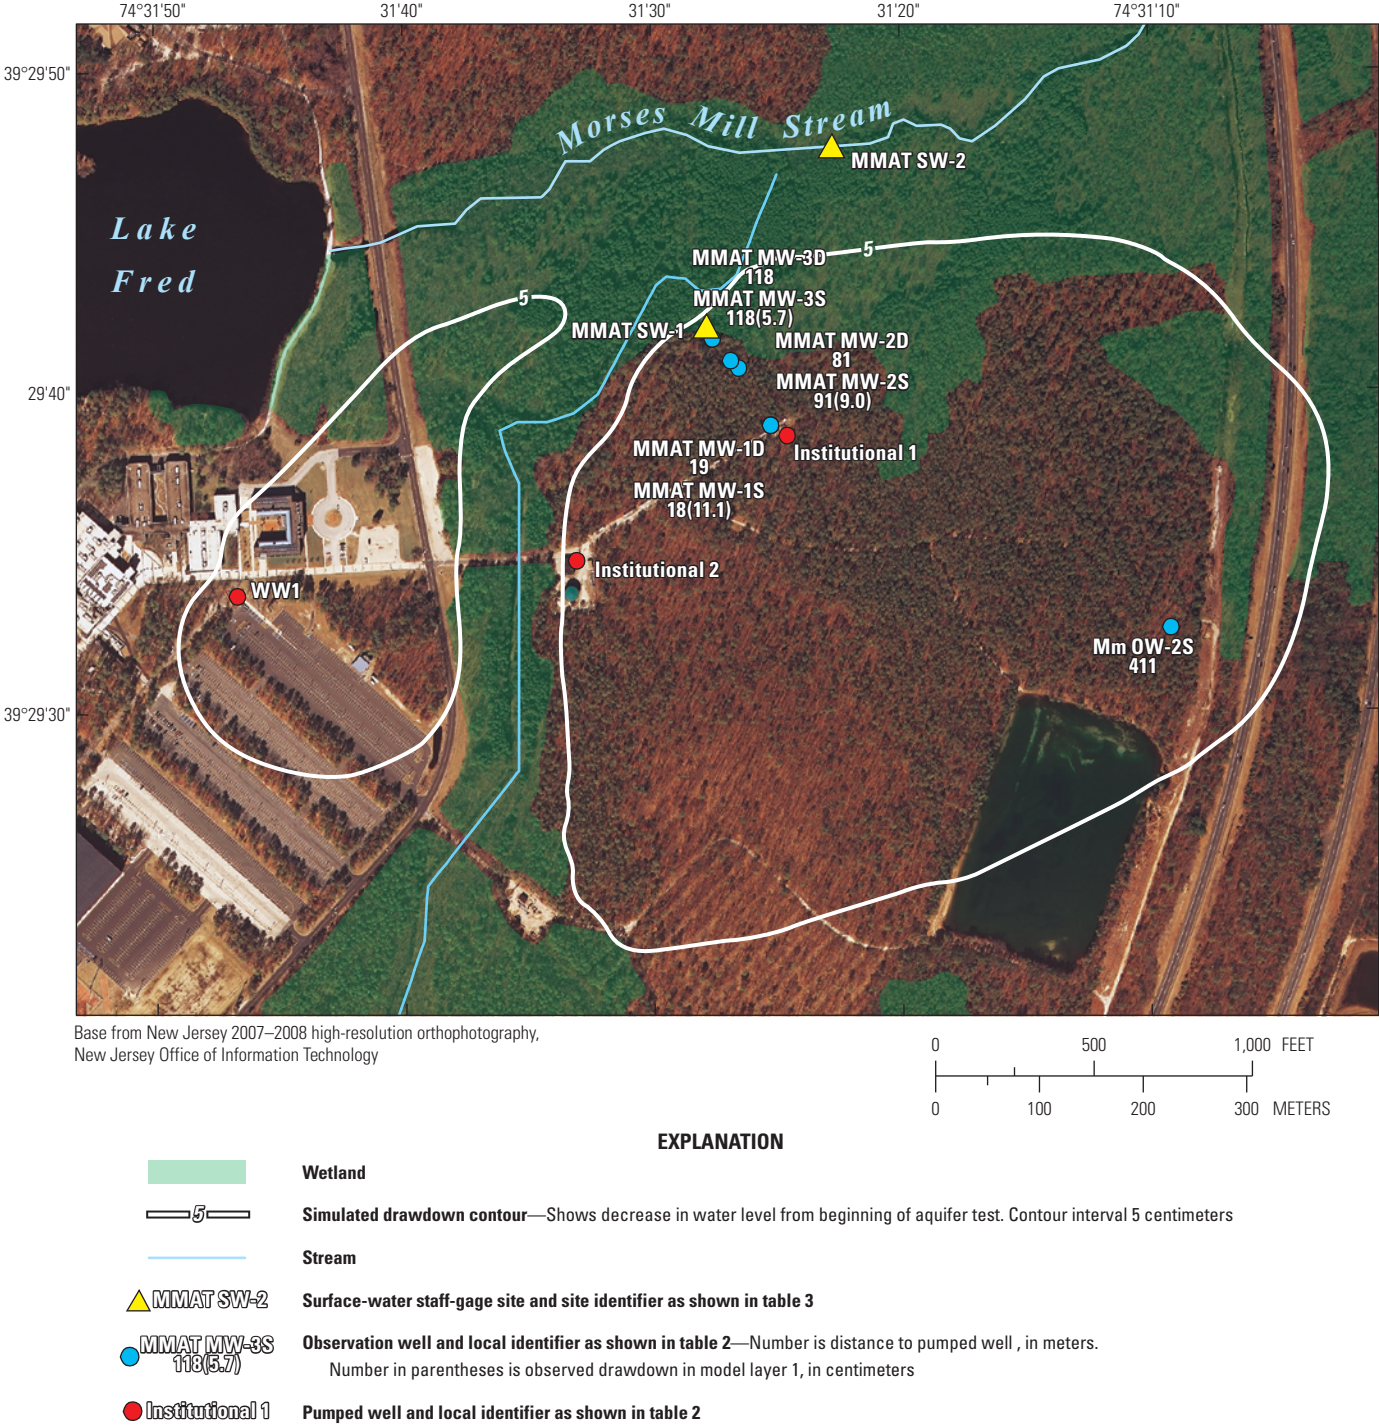 74°31'50"
31'40"
31'30"
31'20"
74°31'10"
39°29'50"
29'40"
39°29'30"
Morses Mill Stream
MMAT SW-2
Lake
Fred
5
5
MMAT MW-3D
118
MMAT MW-3S
118(5.7)
MMAT SW-1
MMAT MW-2D
81
MMAT MW-2S
91(9.0)
Institutional 1
MMAT MW-1D
19
MMAT MW-1S
18(11.1)
Institutional 2
WW1
Mm OW-2S
411
Base from New Jersey 2007–2008 high-resolution orthophotography,
New Jersey Office of Information Technology
0 500 1,000 FEET
0 100 200 300 METERS
EXPLANATION
Wetland
5 Simulated drawdown contour—Shows decrease in water level from beginning of aquifer test. Contour interval 5 centimeters
Stream
MMAT SW-2 Surface-water staff-gage site and site identifier as shown in table 3
MMAT MW-3S
118(5.7)
Observation well and local identifier as shown in table 2—Number is distance to pumped well , in meters.
Number in parentheses is observed drawdown in model layer 1, in centimeters
Institutional 1 Pumped well and local identifier as shown in table 2